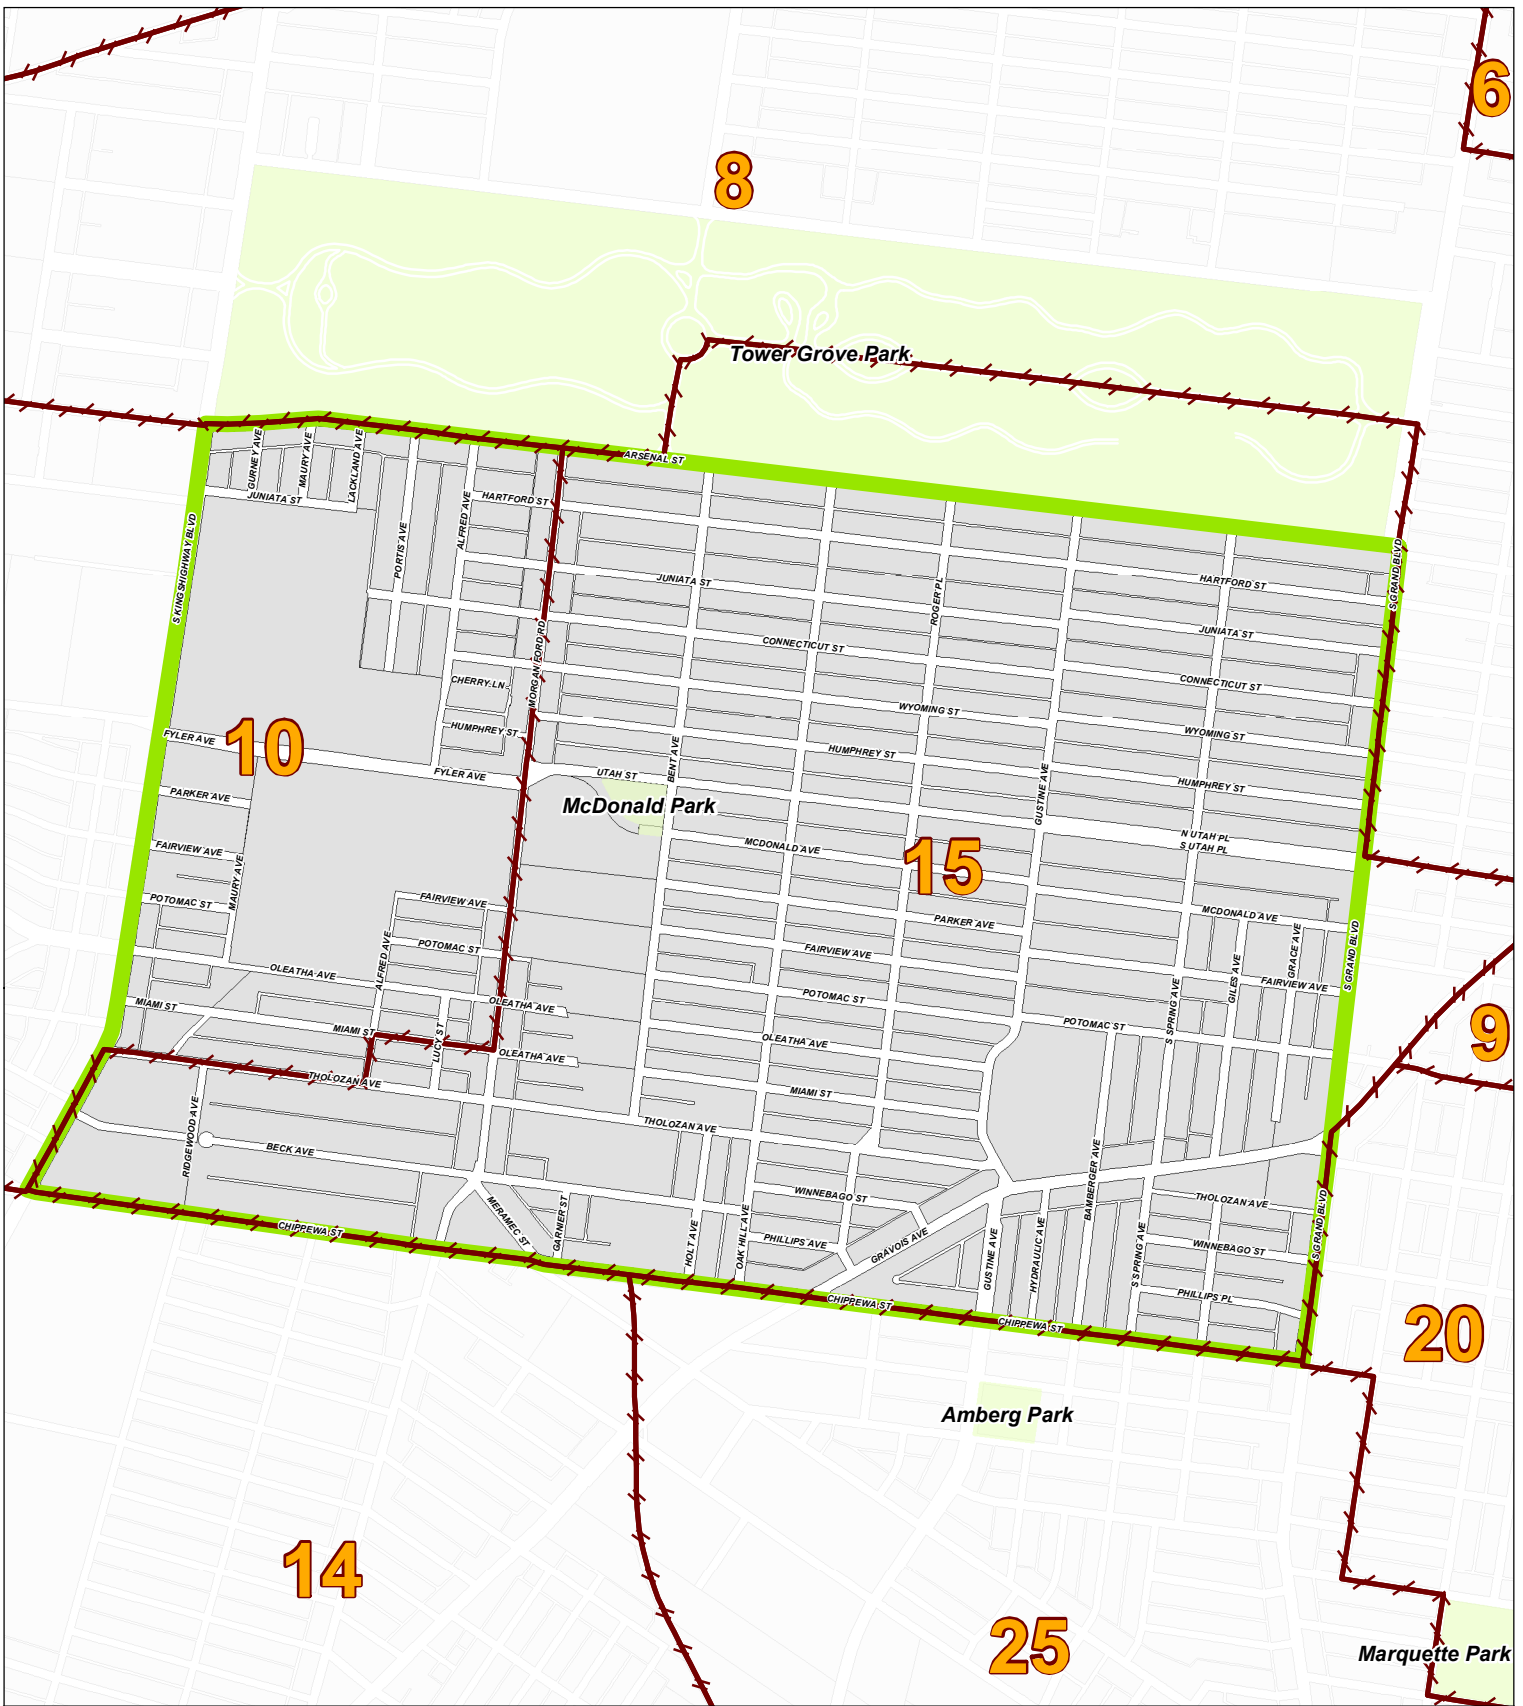 6
8
Tower Grove Park
ARSENAL ST
GURNEY AVE
MAURY AVE
LACKLAND AVE
JUNIATA ST
HARTFORD ST
ALFRED AVE
PORTIS AVE
S KINGSHIGHWAY BLVD
S GRAND BLVD
JUNIATA ST
HARTFORD ST
ROGER PL
JUNIATA ST
CONNECTICUT ST
MORGAN FORD RD
CHERRY LN
CONNECTICUT ST
WYOMING ST
HUMPHREY ST
WYOMING ST
FYLER AVE
10
HUMPHREY ST
BENT AVE
FYLER AVE
UTAH ST
HUMPHREY ST
GUSTINE AVE
PARKER AVE
McDonald Park
N UTAH PL
S UTAH PL
MCDONALD AVE
15
FAIRVIEW AVE
MAURY AVE
POTOMAC ST
FAIRVIEW AVE
PARKER AVE
MCDONALD AVE
GRACE AVE
S GRAND BLVD
POTOMAC ST
ALFRED AVE
FAIRVIEW AVE
GILES AVE
FAIRVIEW AVE
OLEATHA AVE
POTOMAC ST
S SPRING AVE
MIAMI ST
OLEATHA AVE
POTOMAC ST
9
MIAMI ST
LUCY ST
OLEATHA AVE
OLEATHA AVE
THOLOZAN AVE
MIAMI ST
RIDGEWOOD AVE
THOLOZAN AVE
BECK AVE
BAMBERGER AVE
WINNEBAGO ST
THOLOZAN AVE
MERAMEC ST
GARNIER ST
HOLT AVE
OAK HILL AVE
PHILLIPS AVE
GRAVOIS AVE
GUSTINE AVE
HYDRAULIC AVE
S SPRING AVE
WINNEBAGO ST
S GRAND BLVD
CHIPPEWA ST
PHILLIPS PL
CHIPPEWA ST
CHIPPEWA ST
20
Amberg Park
14
25
Marquette Park